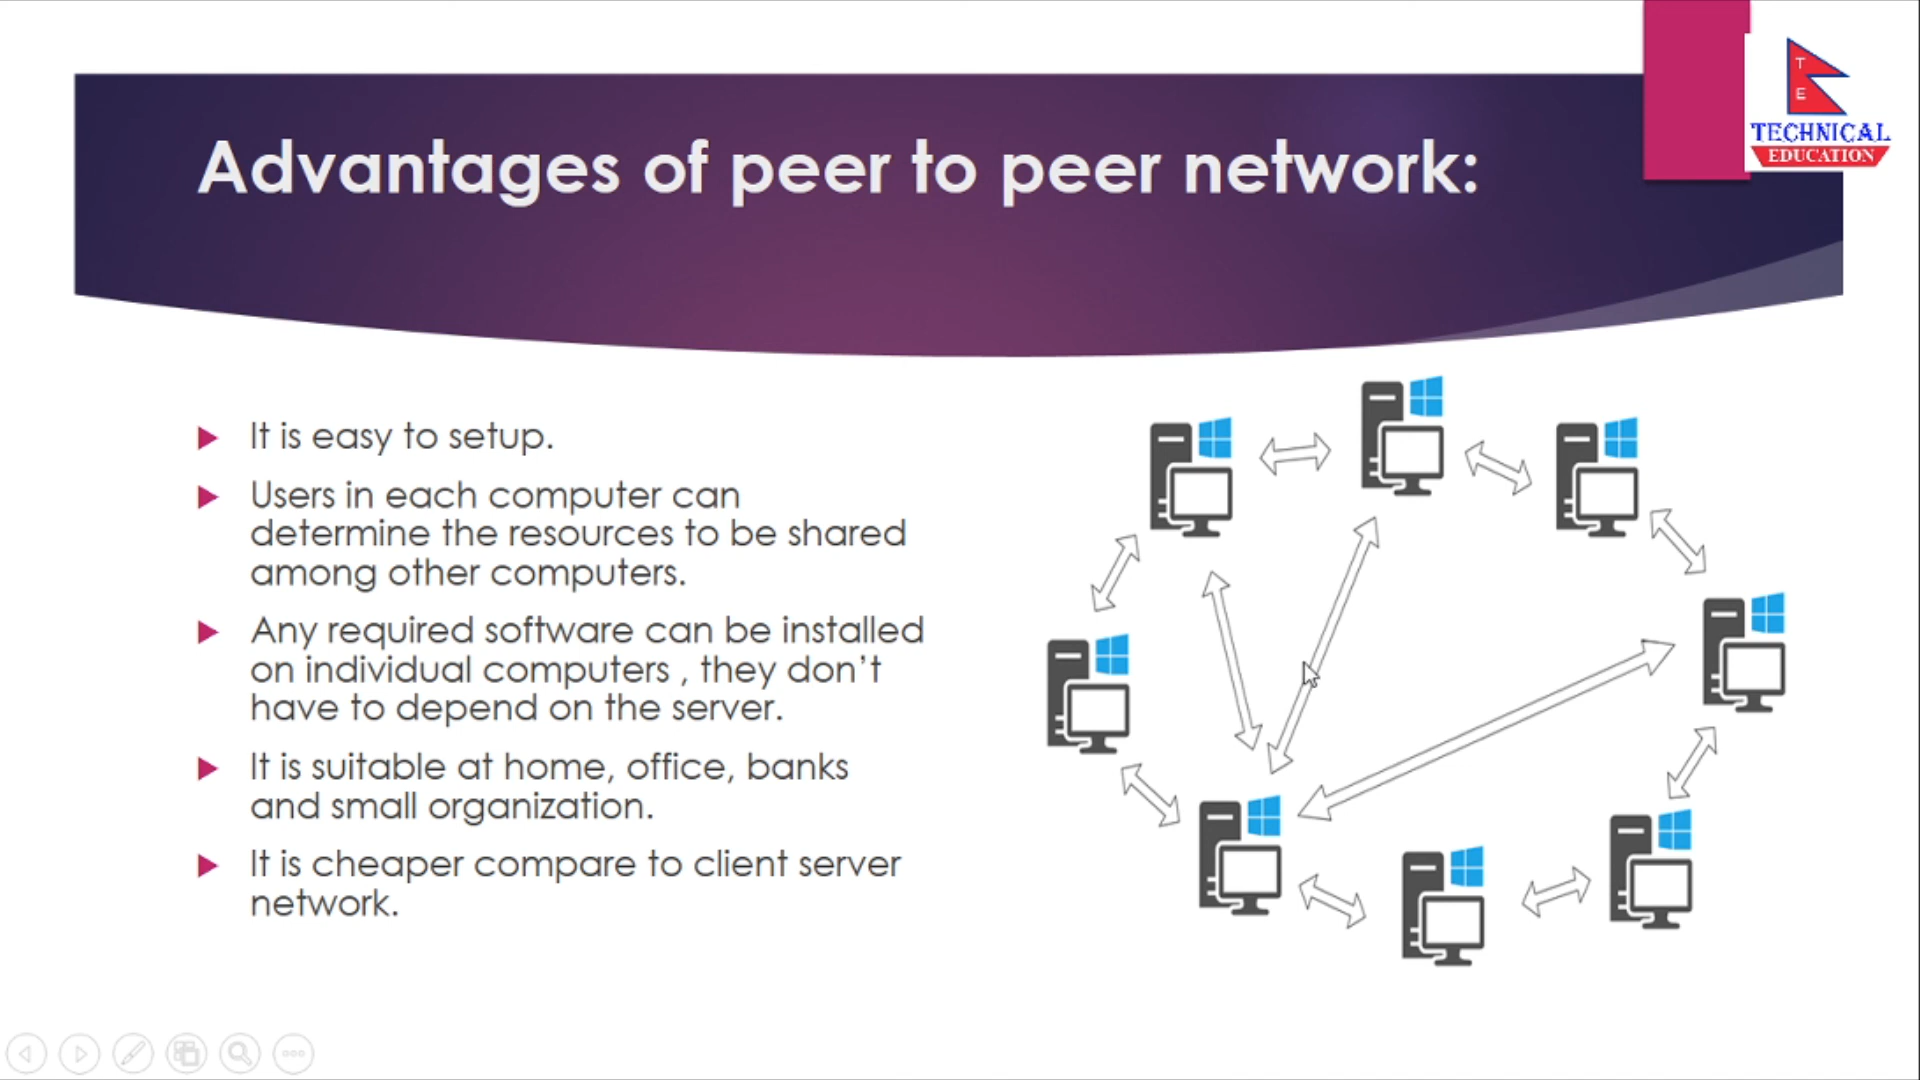 Advantages of peer to peer network:
T
E
TECHNICAL
EDUCATION
It is easy to setup.
Users in each computer can
determine the resources to be shared
among other computers.
Any required software can be installed
on individual computers , they don’t
have to depend on the server.
It is suitable at home, office, banks
and small organization.
It is cheaper compare to client server
network.